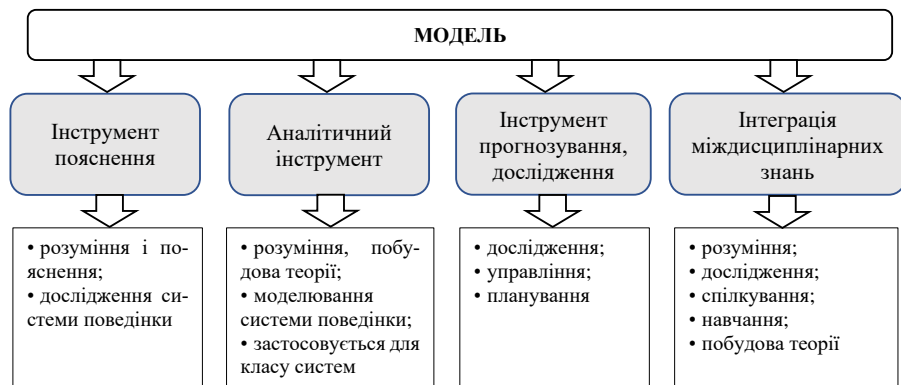 МОДЕЛЬ
Інструмент
пояснення
Аналітичний
інструмент
Інструмент
прогнозування,
дослідження
Інтеграція
міждисциплінарних
знань
• розуміння і по-
яснення;
• дослідження си-
стеми поведінки
• розуміння, побу-
дова теорії;
• моделювання
системи поведінки;
• застосовується для
класу систем
• дослідження;
• управління;
• планування
• розуміння;
• дослідження;
• спілкування;
• навчання;
• побудова теорії